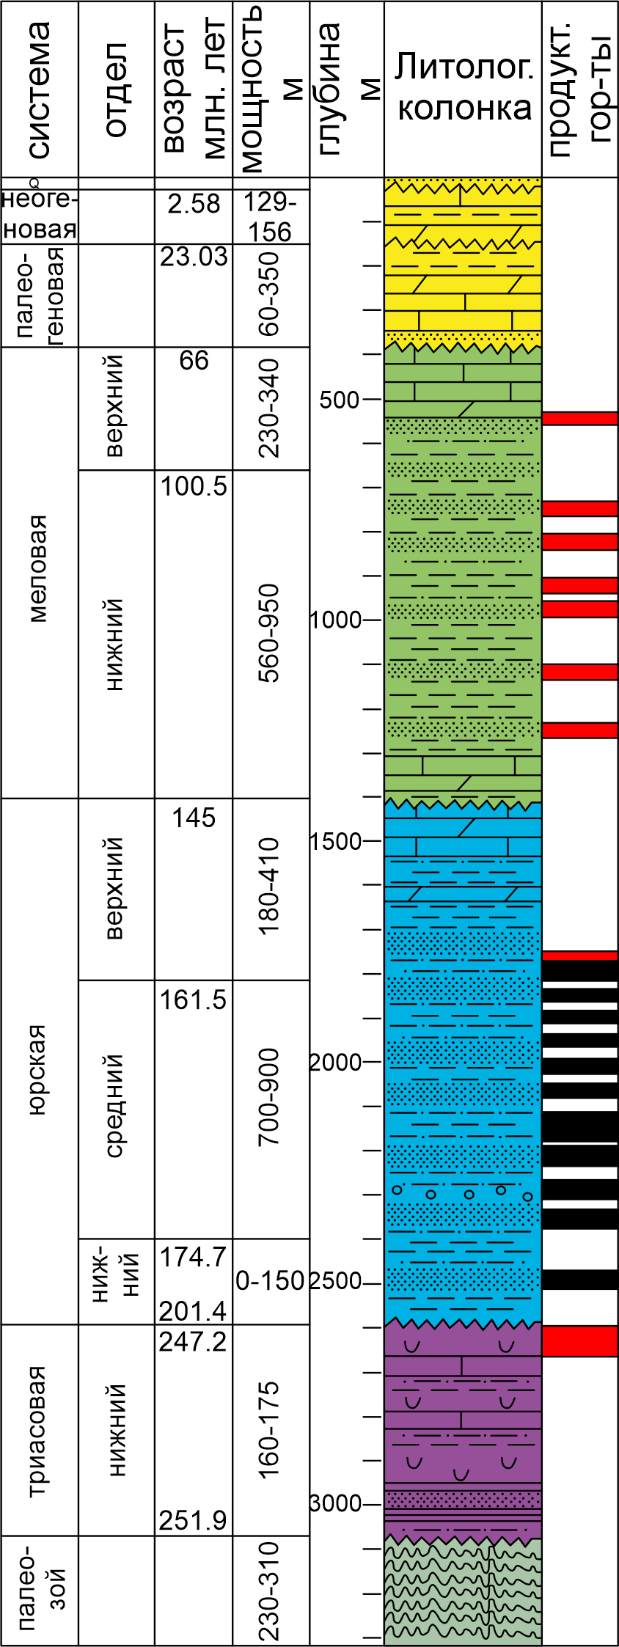 система
отдел
возраст
млн. лет
мощность
м
глубина
м
Литолог.
колонка
продукт.
гор-ты
Q
неоге-
новая
2.58
129-
156
палео-
геновая
23.03
60-350
меловая
верхний
66
230-340
500
нижний
100.5
560-950
1000
юрская
верхний
145
180-410
1500
средний
161.5
700-900
2000
ниж-
ний
174.7
201.4
0-150
2500
триасовая
нижний
247.2
251.9
160-175
3000
палео-
зой
230-310